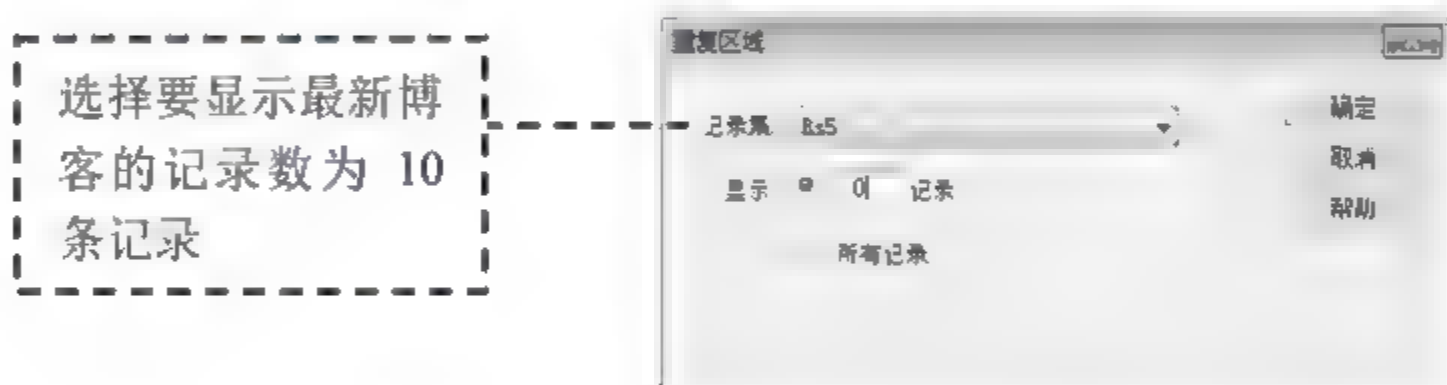 选择要显示最新博
客的记录数为 10
条记录
重复区域
记录集 Rs5
确定
取消
显示 0 记录
帮助
所有记录